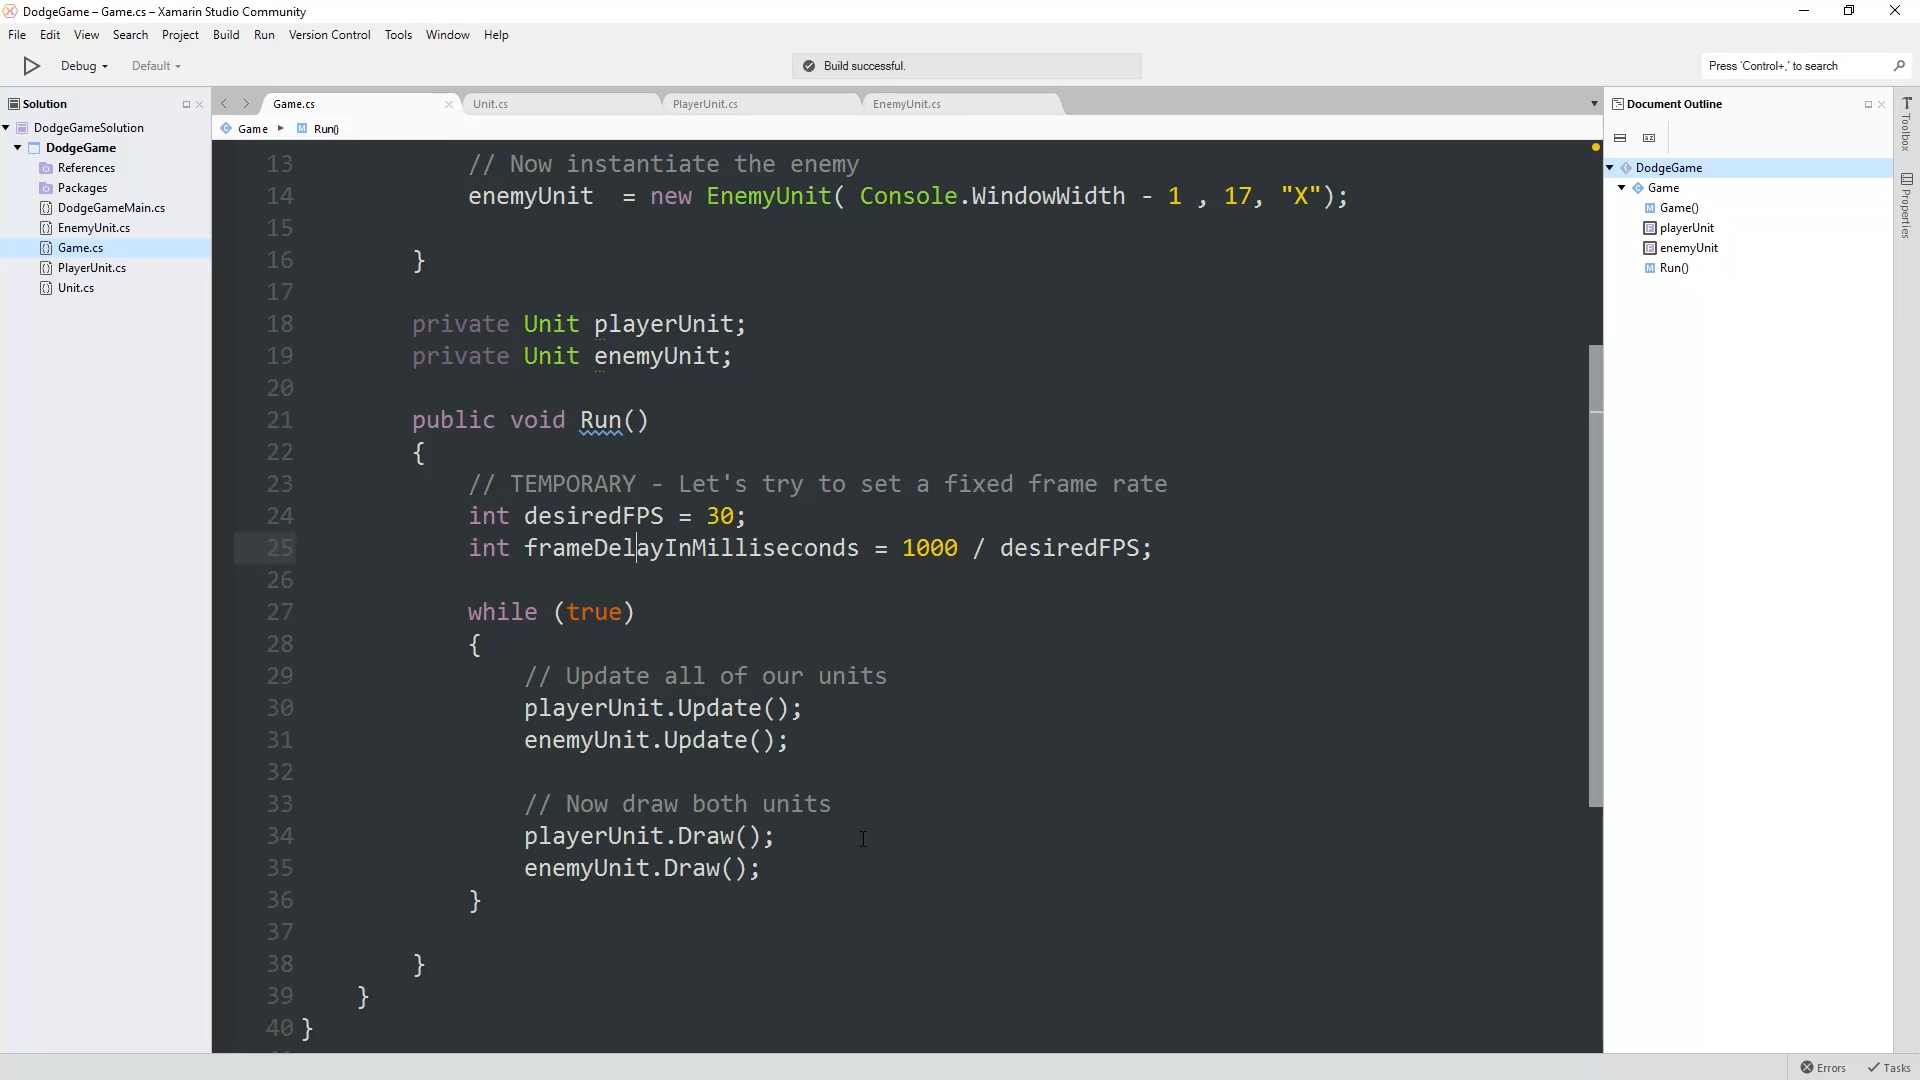 DodgeGame – Game.cs – Xamarin Studio Community
File Edit View Search Project Build Run Version Control Tools Window Help
Debug Default Build successful. Press 'Control+,' to search
Solution
DodgeGameSolution
DodgeGame
References
Packages
DodgeGameMain.cs
EnemyUnit.cs
Game.cs
PlayerUnit.cs
Unit.cs
Game.cs Unit.cs PlayerUnit.cs EnemyUnit.cs
Game Run()
13 // Now instantiate the enemy
14 enemyUnit  = new EnemyUnit( Console.WindowWidth - 1 , 17, "X");
15
16 }
17
18 private Unit playerUnit;
19 private Unit enemyUnit;
20
21 public void Run()
22 {
23 // TEMPORARY - Let's try to set a fixed frame rate
24 int desiredFPS = 30;
25 int frameDelayInMilliseconds = 1000 / desiredFPS;
26
27 while (true)
28 {
29 // Update all of our units
30 playerUnit.Update();
31 enemyUnit.Update();
32
33 // Now draw both units
34 playerUnit.Draw();
35 enemyUnit.Draw();
36 }
37
38 }
39 }
40 }
Document Outline
DodgeGame
Game
Game()
playerUnit
enemyUnit
Run()
Toolbox
Properties
Errors Tasks